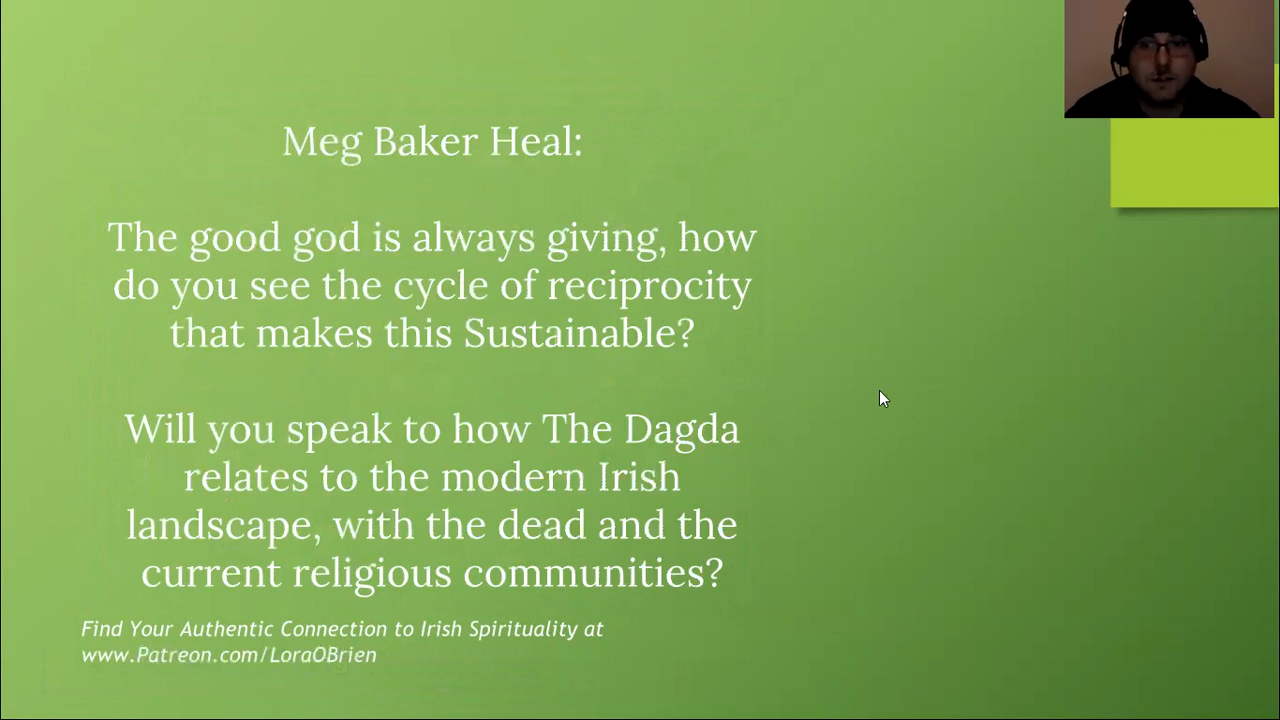 Meg Baker Heal:
The good god is always giving, how
do you see the cycle of reciprocity
that makes this Sustainable?
Will you speak to how The Dagda
relates to the modern Irish
landscape, with the dead and the
current religious communities?
Find Your Authentic Connection to Irish Spirituality at
www.Patreon.com/LoraOBrien